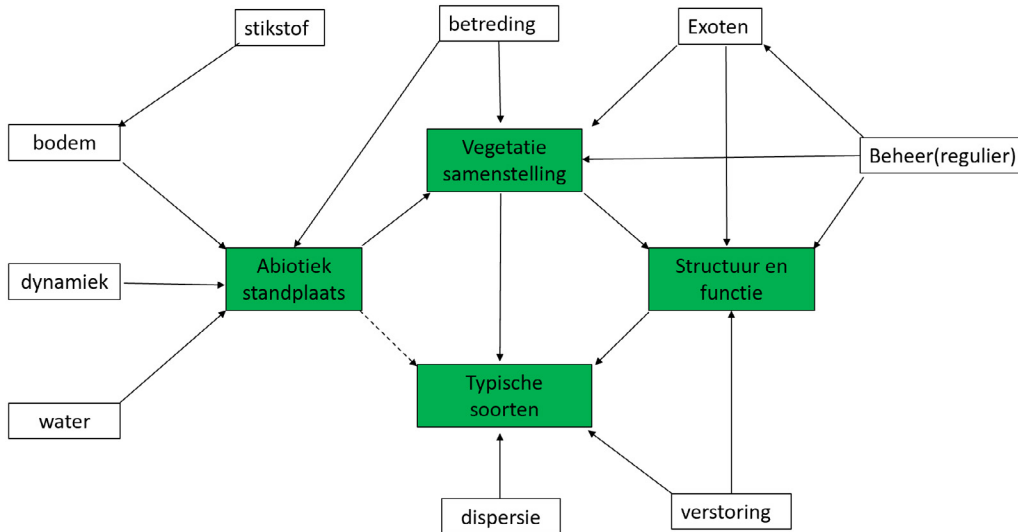 stikstof
betreding
Exoten
bodem
Vegetatie
samenstelling
Beheer(regulier)
dynamiek
Abiotiek
standplaats
Structuur en
functie
water
Typische
soorten
dispersie
verstoring